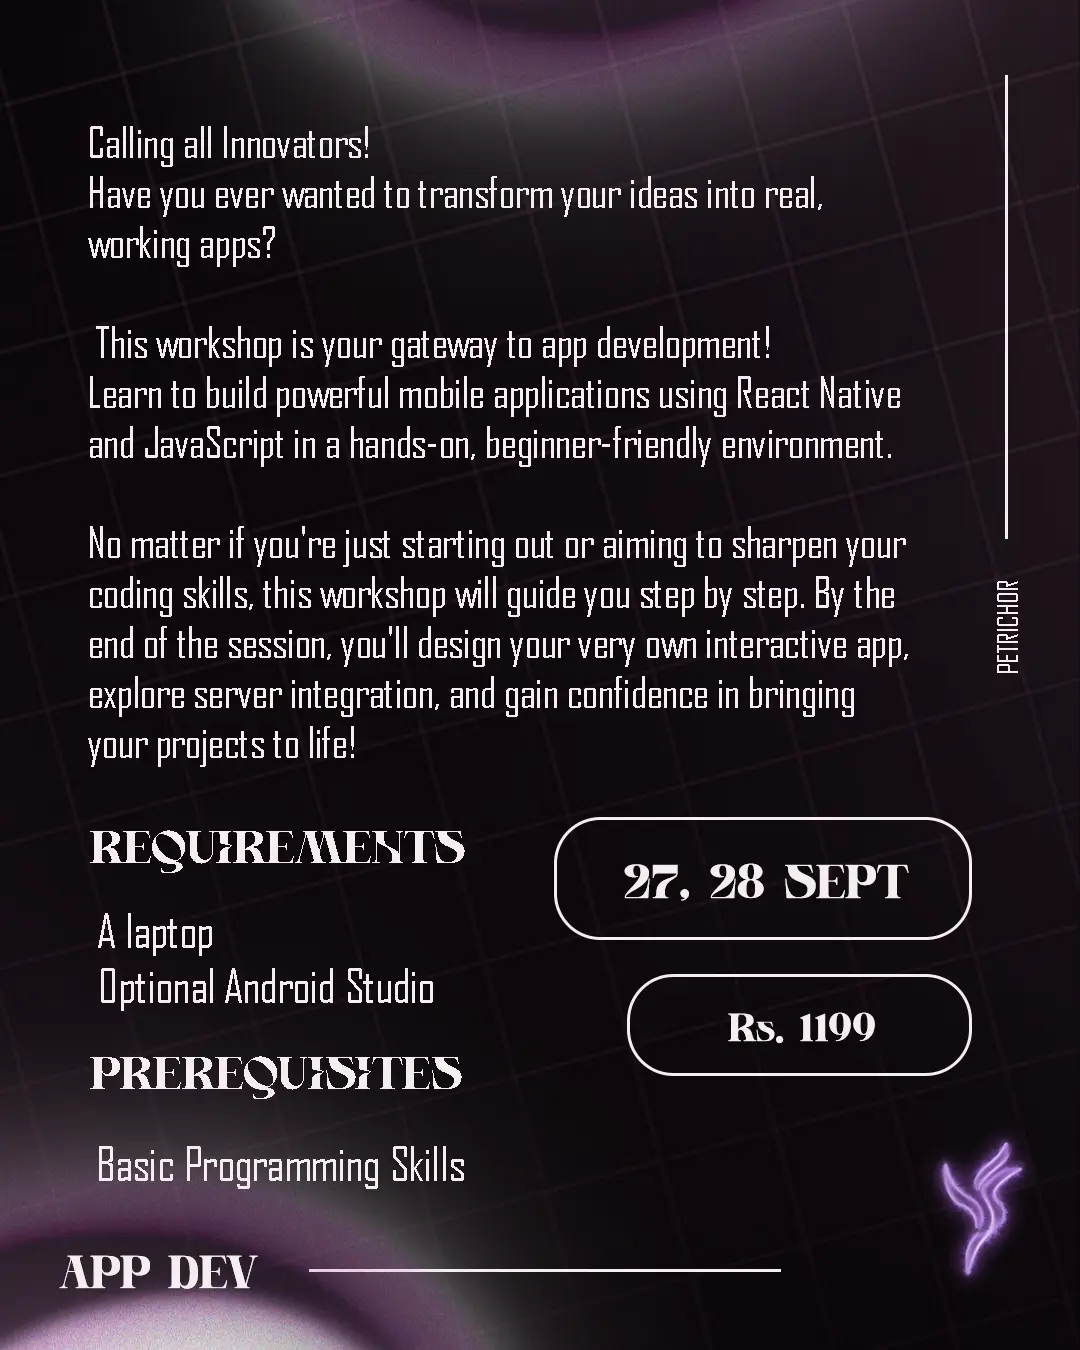 Calling all Innovators!
Have you ever wanted to transform your ideas into real,
working apps?
This workshop is your gateway to app development!
Learn to build powerful mobile applications using React Native
and JavaScript in a hands-on, beginner-friendly environment.
No matter if you're just starting out or aiming to sharpen your
coding skills, this workshop will guide you step by step. By the
end of the session, you'll design your very own interactive app,
explore server integration, and gain confidence in bringing
your projects to life!
PETRICHOR
REQUIREMENTS
A laptop
Optional Android Studio
27, 28 SEPT
Rs. 1199
PREREQUISITES
Basic Programming Skills
APP DEV